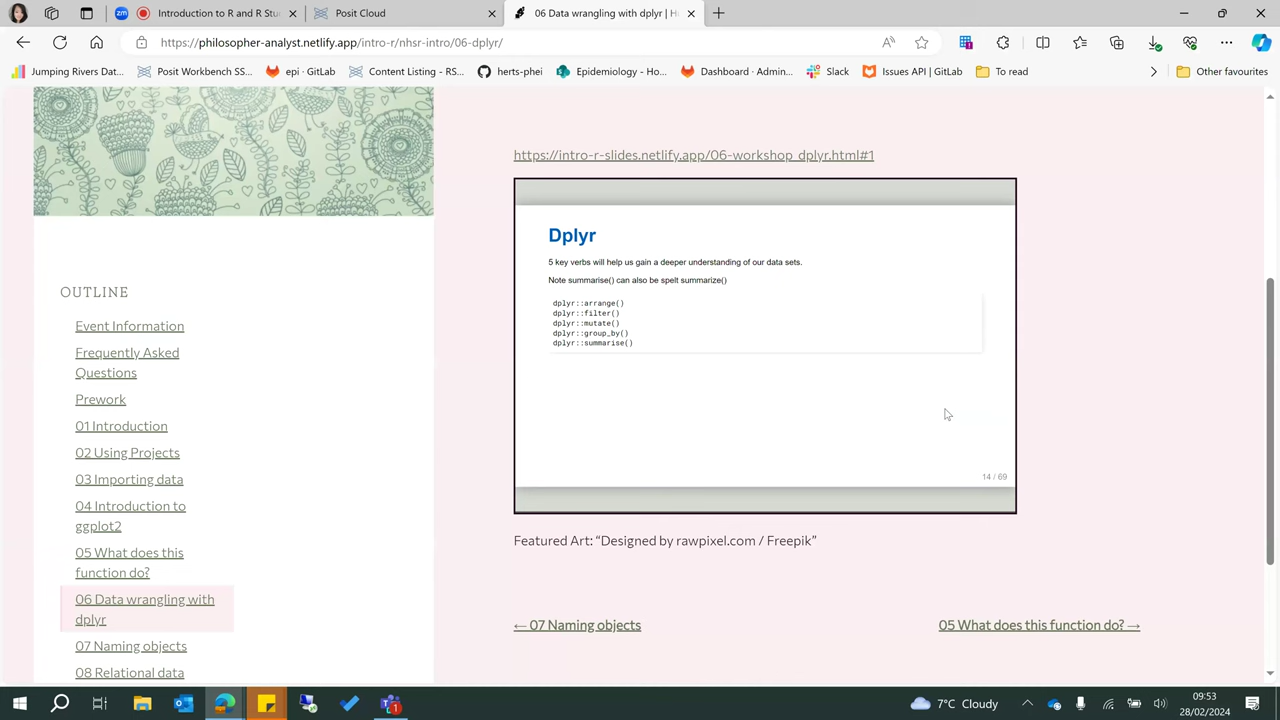 Introduction to R and R Stu
Posit Cloud
06 Data wrangling with dplyr | H
https://philosopher-analyst.netlify.app/intro-r/nhsr-intro/06-dplyr/
Jumping Rivers Dat...
Posit Workbench SS...
epi · GitLab
Content Listing - RS...
herts-phei
Epidemiology - Ho...
Dashboard · Admin...
Slack
Issues API | GitLab
To read
Other favourites
https://intro-r-slides.netlify.app/06-workshop_dplyr.html#1
Dplyr
5 key verbs will help us gain a deeper understanding of our data sets.
Note summarise() can also be spelt summarize()
dplyr::arrange()
dplyr::filter()
dplyr::mutate()
dplyr::group_by()
dplyr::summarise()
14 / 69
Featured Art: “Designed by rawpixel.com / Freepik”
← 07 Naming objects
05 What does this function do? →
OUTLINE
Event Information
Frequently Asked
Questions
Prework
01 Introduction
02 Using Projects
03 Importing data
04 Introduction to
ggplot2
05 What does this
function do?
06 Data wrangling with
dplyr
07 Naming objects
08 Relational data
7°C Cloudy
09:53
28/02/2024